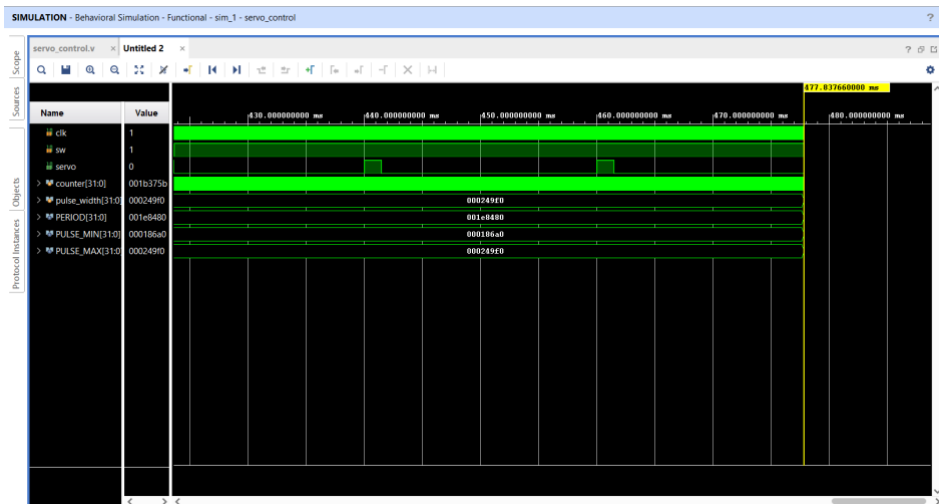 SIMULATION - Behavioral Simulation - Functional - sim_1 - servo_control ?
servo_control.v × Untitled 2 × ?
Scope
Sources
Objects
Protocol Instances
477.837660000 ms
Name Value
430.000000000 ms 440.000000000 ms 450.000000000 ms 460.000000000 ms 470.000000000 ms 480.000000000 ms
clk 1
sw 1
servo 0
> counter[31:0] 001b375b
> pulse_width[31:0] 000249f0 000249f0
> PERIOD[31:0] 001e8480 001e8480
> PULSE_MIN[31:0] 000186a0 000186a0
> PULSE_MAX[31:0] 000249f0 000249f0